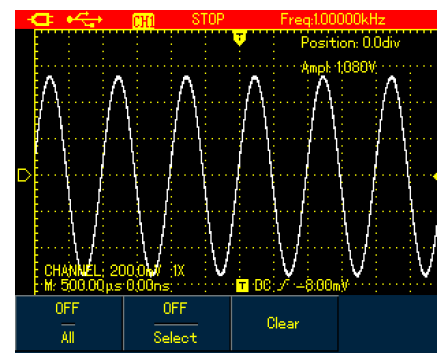 CH1 STOP Freq:1.00000kHz
T
Position: 0.0div
Ampl: 1.080V
CHANNEL: 200.0mV 1X
M: 500.00μs 0.00ns T DC -8.00mV
OFF OFF Clear
All Select